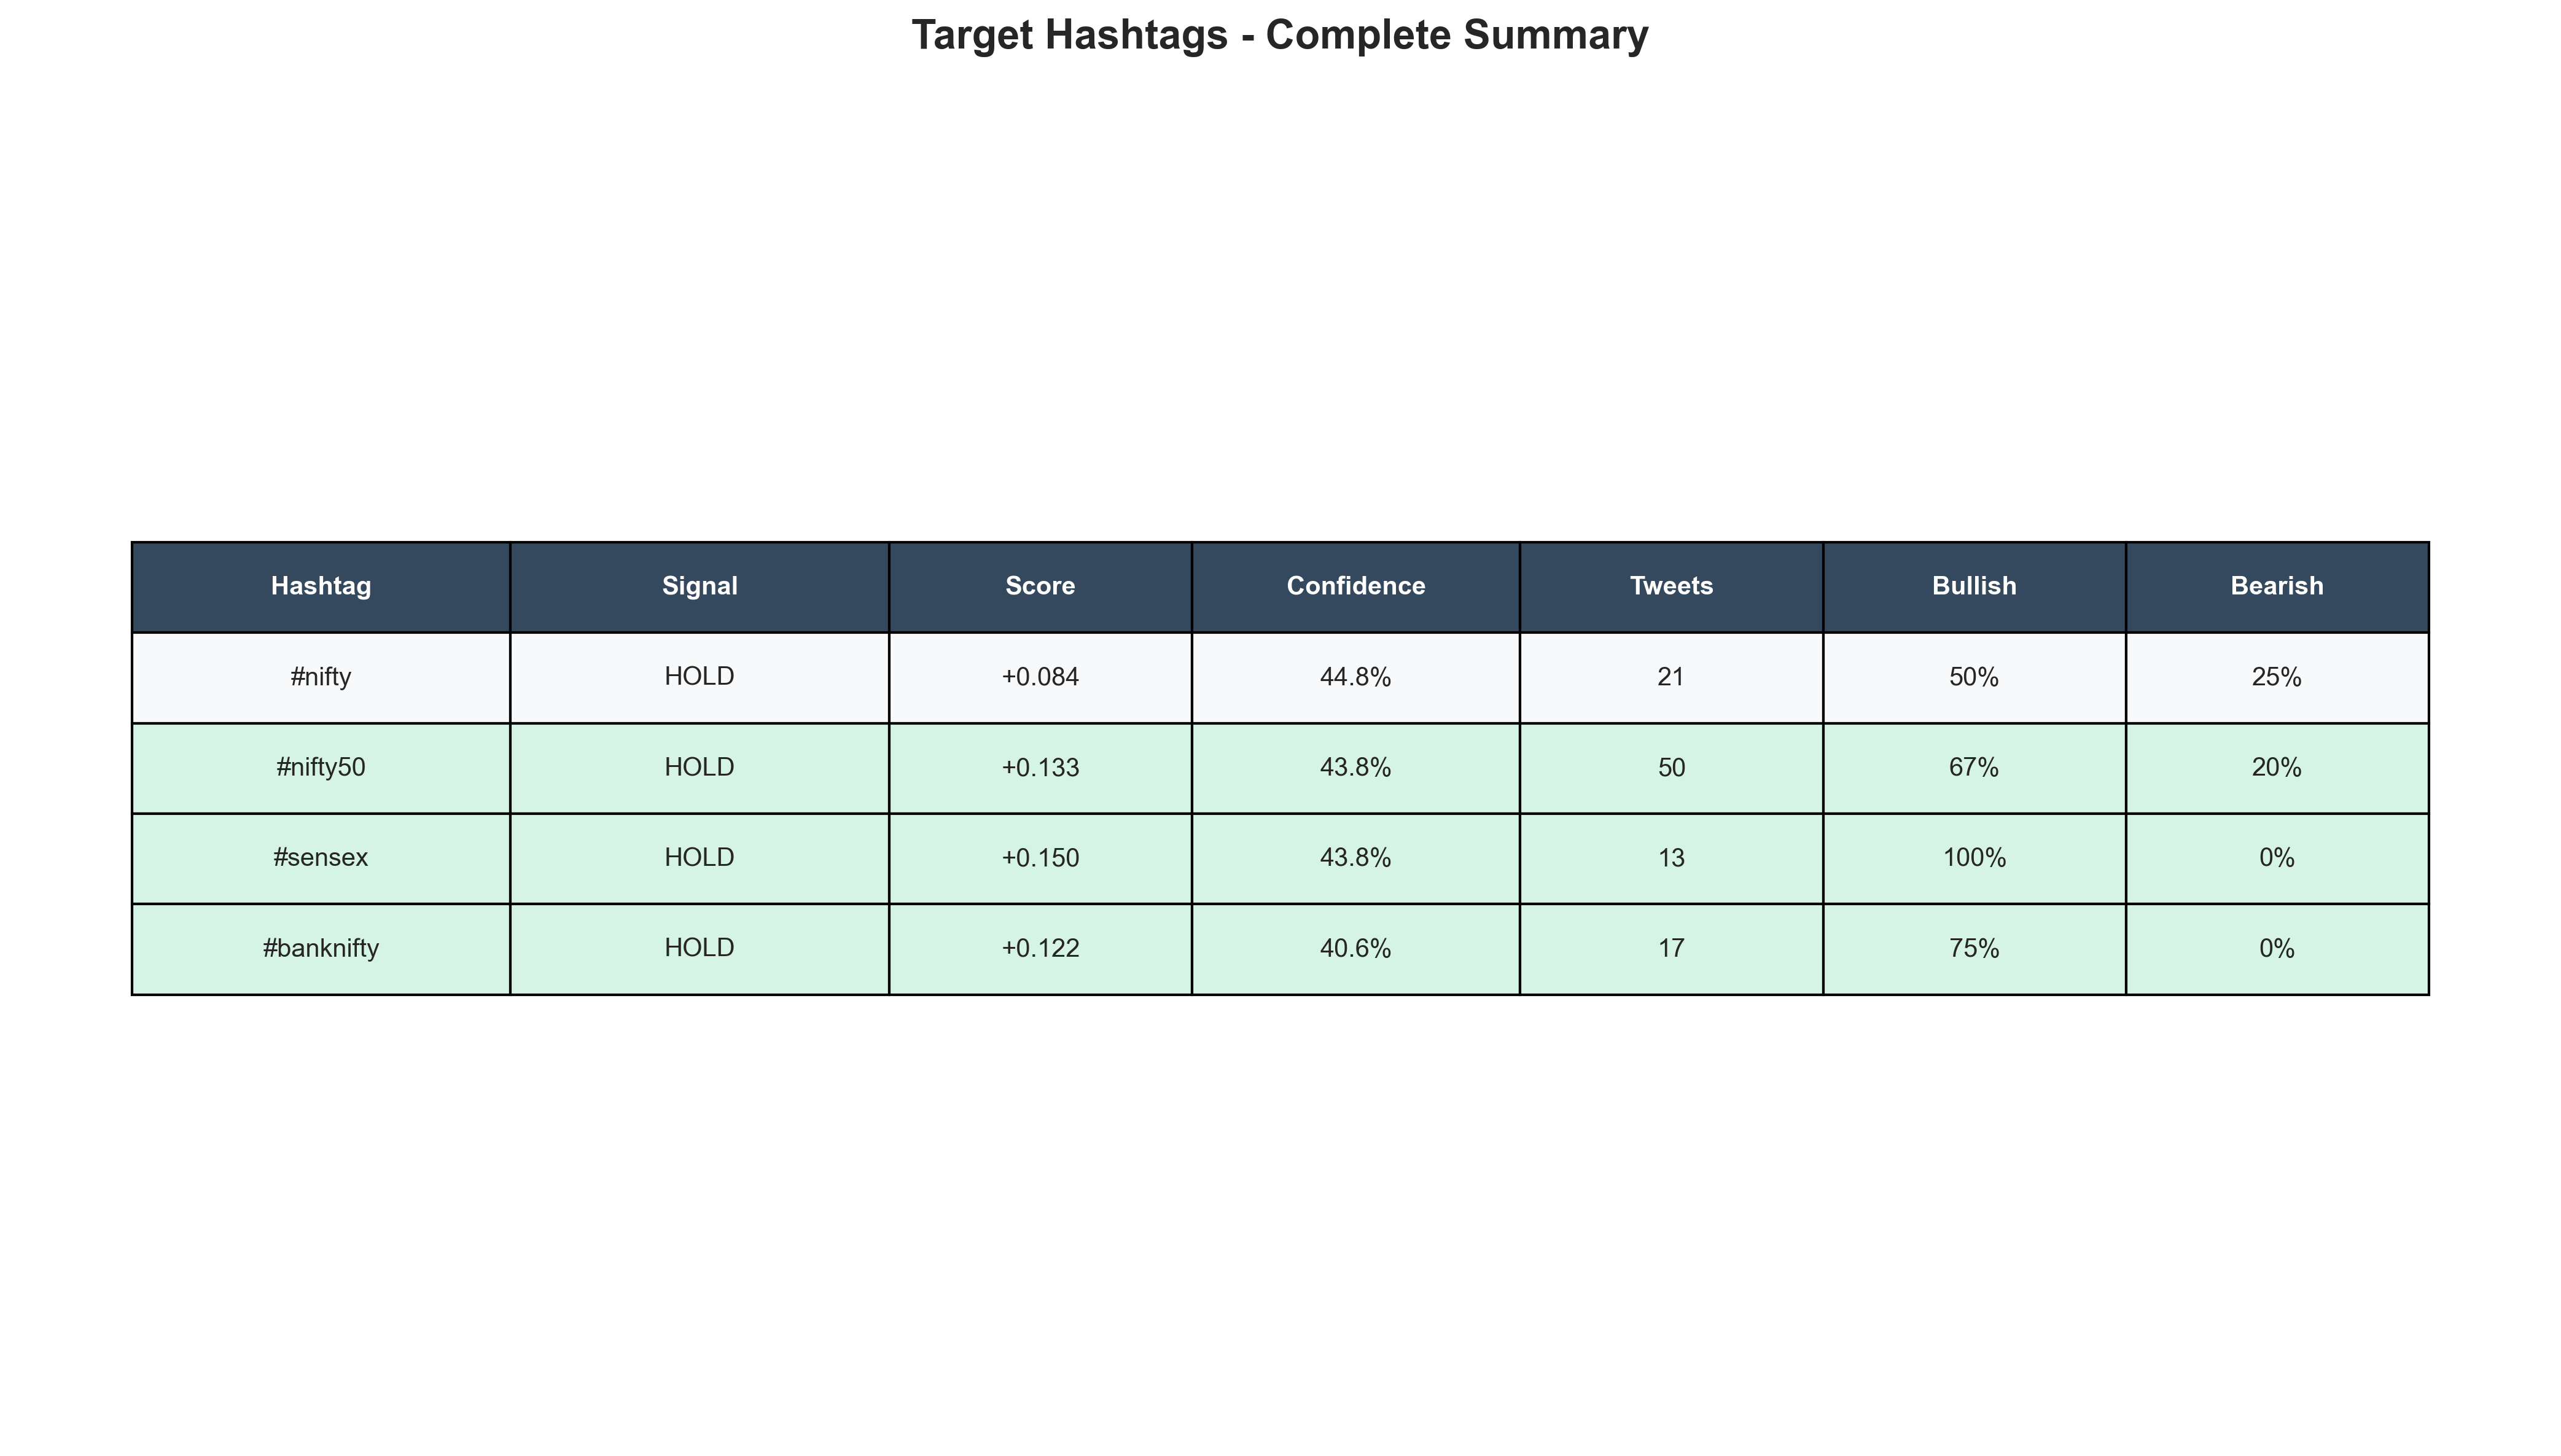 Target Hashtags - Complete Summary
Hashtag Signal Score Confidence Tweets Bullish Bearish
#nifty HOLD +0.084 44.8% 21 50% 25%
#nifty50 HOLD +0.133 43.8% 50 67% 20%
#sensex HOLD +0.150 43.8% 13 100% 0%
#banknifty HOLD +0.122 40.6% 17 75% 0%